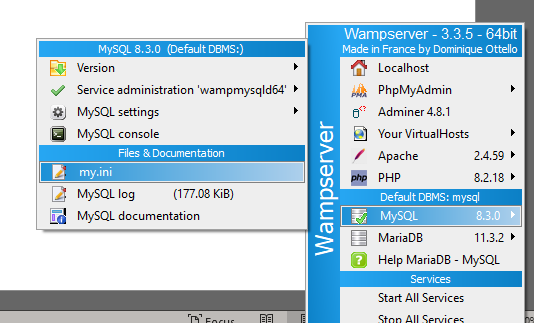 MySQL 8.3.0 (Default DBMS:)
Version
Service administration 'wampmysqld64'
MySQL settings
MySQL console
Files & Documentation
my.ini
MySQL log (177.08 KiB)
MySQL documentation
Wampserver
Wampserver - 3.3.5 - 64bit
Made in France by Dominique Ottello
Localhost
PhpMyAdmin
Adminer 4.8.1
Your VirtualHosts
Apache 2.4.59
php PHP 8.2.18
Default DBMS: mysql
MySQL 8.3.0
MariaDB 11.3.2
Help MariaDB - MySQL
Services
Start All Services
Stop All Services
Focus